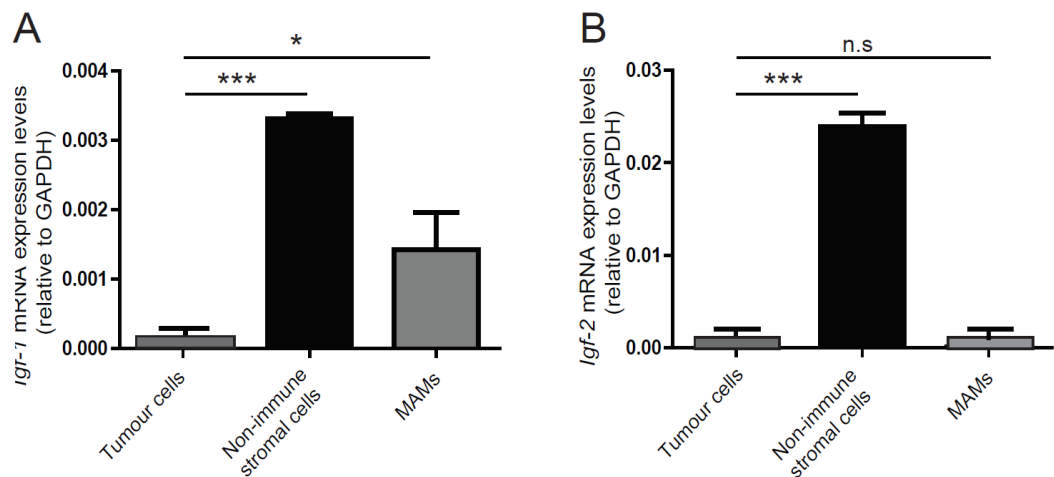 A
B
*
n.s
***
***
0.004
0.003
0.002
0.001
0.000
Igf-1 mRNA expression levels
(relative to GAPDH)
Tumour cells
Non-immune
stromal cells
MAMs
0.03
0.02
0.01
0.00
Igf-2 mRNA expression levels
(relative to GAPDH)
Tumour cells
Non-immune
stromal cells
MAMs